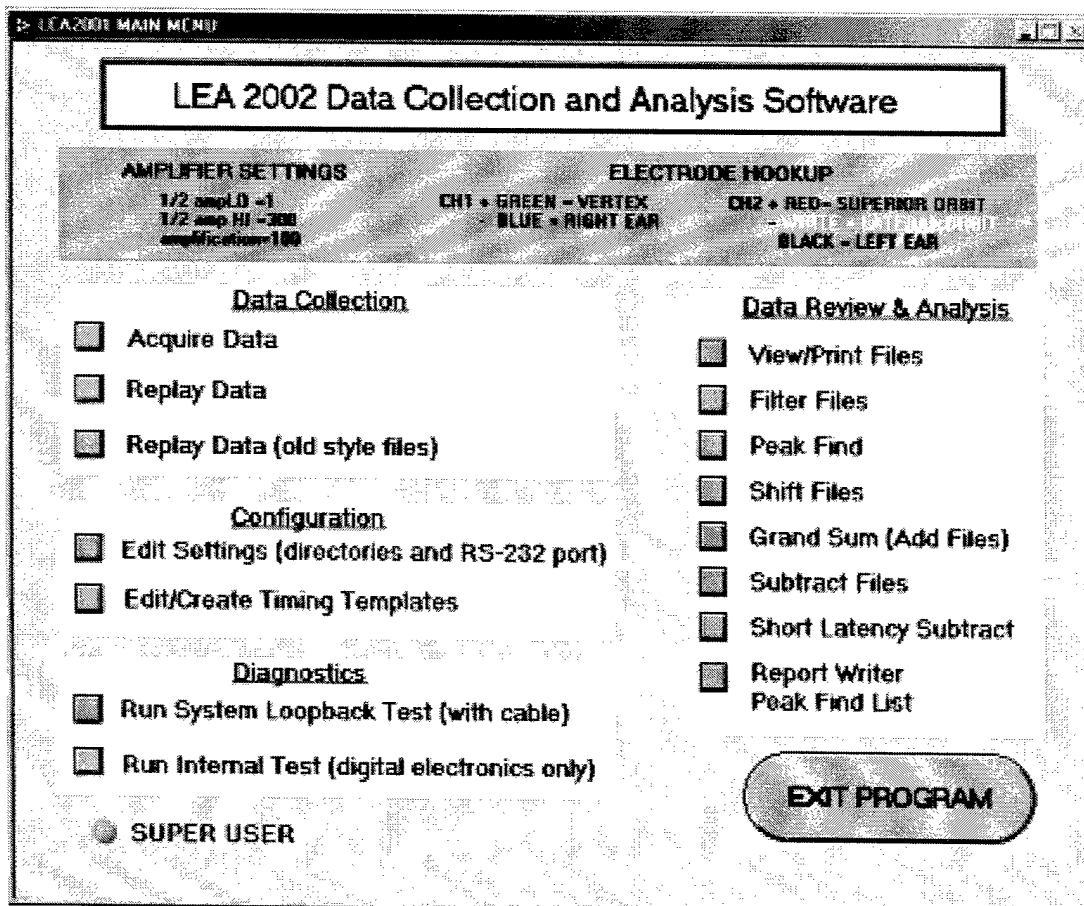 LEA2001 MAIN MENU
LEA 2002 Data Collection and Analysis Software
AMPLIFIER SETTINGS
1/2 ampLO =1
1/2 amp HI =300
amplification=100
ELECTRODE HOOKUP
CH1 + GREEN = VERTEX
- BLUE = RIGHT EAR
CH2 + RED= SUPERIOR ORBIT
-
BLACK = LEFT EAR
Data Collection
Acquire Data
Replay Data
Replay Data (old style files)
Configuration
Edit Settings (directories and RS-232 port)
Edit/Create Timing Templates
Diagnostics
Run System Loopback Test (with cable)
Run Internal Test (digital electronics only)
SUPER USER
Data Review & Analysis
View/Print Files
Filter Files
Peak Find
Shift Files
Grand Sum (Add Files)
Subtract Files
Short Latency Subtract
Report Writer
Peak Find List
EXIT PROGRAM